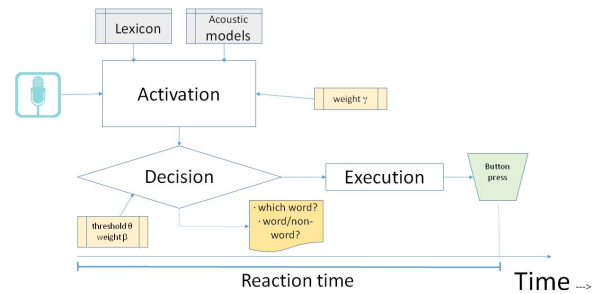 Lexicon
Acoustic
models
Activation
weight γ
Decision
Execution
Button
press
threshold θ
weight β
· which word?
· word/non-
word?
Reaction time
Time --->